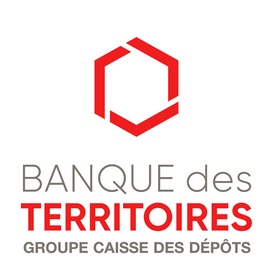 BANQUE des
TERRITOIRES
GROUPE CAISSE DES DÉPÔTS